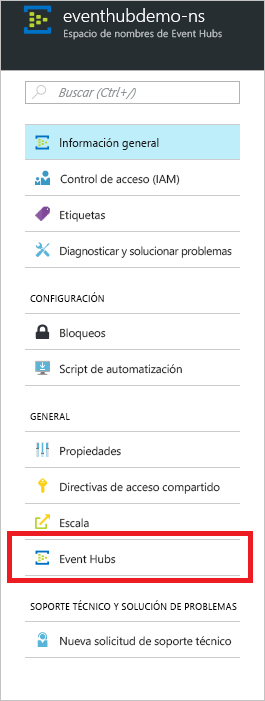 eventhubdemo-ns
Espacio de nombres de Event Hubs
Buscar (Ctrl+/)
Información general
Control de acceso (IAM)
Etiquetas
Diagnosticar y solucionar problemas
CONFIGURACIÓN
Bloqueos
Script de automatización
GENERAL
Propiedades
Directivas de acceso compartido
Escala
Event Hubs
SOPORTE TÉCNICO Y SOLUCIÓN DE PROBLEMAS
Nueva solicitud de soporte técnico